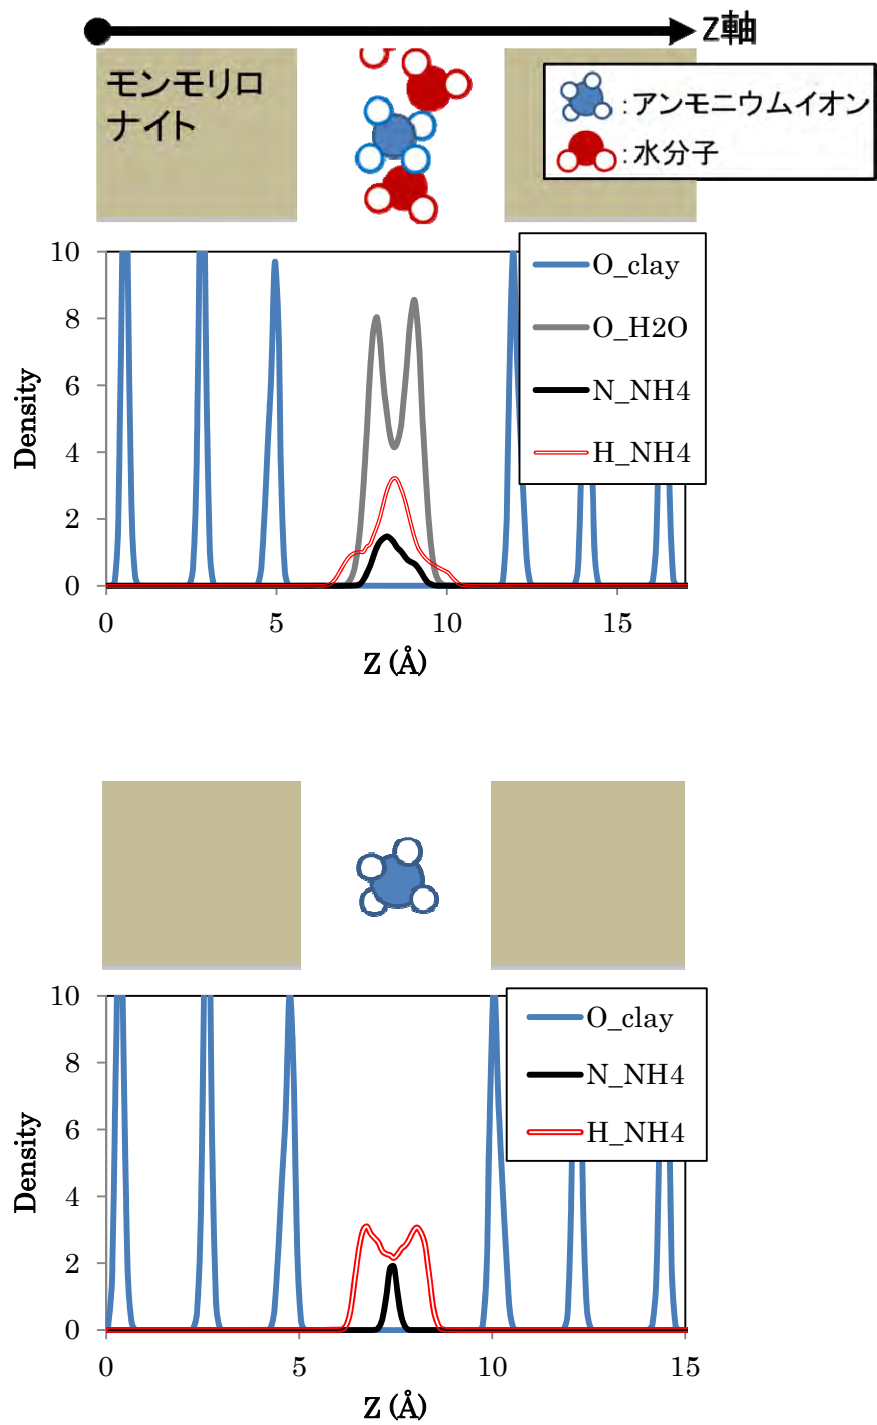 Z軸
モンモリロ
ナイト
:アンモニウムイオン
:水分子
10
8
6
4
2
0
Density
O_clay
O_H2O
N_NH4
H_NH4
0 5 10 15
Z (Å)
10
8
6
4
2
0
Density
O_clay
N_NH4
H_NH4
0 5 10 15
Z (Å)